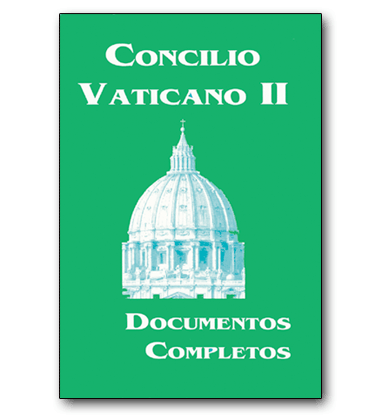 CONCILIO
VATICANO II
DOCUMENTOS
COMPLETOS